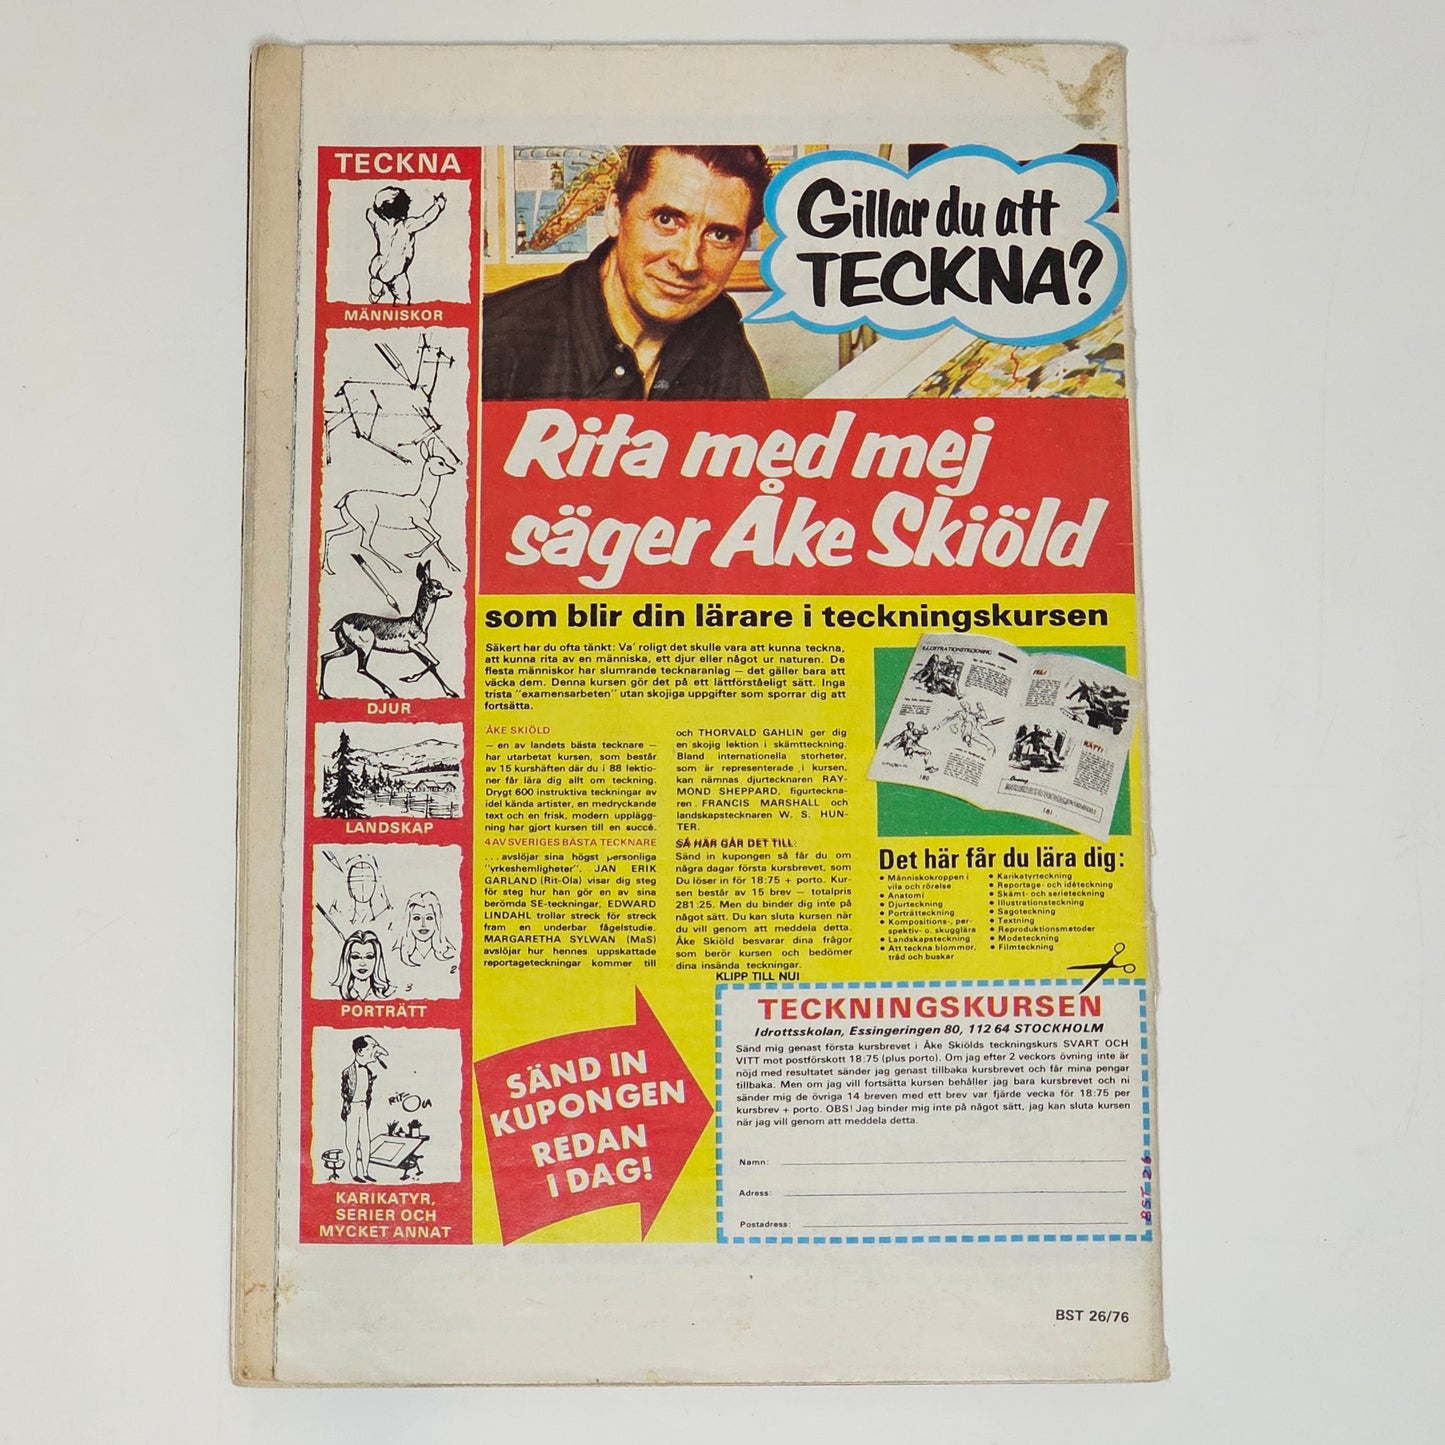 TECKNA
MÄNNISKOR
DJUR
LANDSKAP
1.
2
3
PORTRÄTT
RIT-
OLA
KARIKATYR,
SERIER OCH
MYCKET ANNAT
Gillar du att
TECKNA?
Rita med mej
säger Åke Skiöld
som blir din lärare i teckningskursen
Säkert har du ofta tänkt: Va' roligt det skulle vara att kunna teckna,
att kunna rita av en människa, ett djur eller något ur naturen. De
flesta människor har slumrande tecknaranlag — det gäller bara att
väcka dem. Denna kursen gör det på ett lättförståeligt sätt. Inga
trista "examensarbeten" utan skojiga uppgifter som sporrar dig att
fortsätta.
ÅKE SKIÖLD
— en av landets bästa tecknare —
har utarbetat kursen, som består
av 15 kurshäften där du i 88 lektio-
ner får lära dig allt om teckning.
Drygt 600 instruktiva teckningar av
idel kända artister, en medryckande
text och en frisk, modern upplägg-
ning har gjort kursen till en succé.
4 AV SVERIGES BÄSTA TECKNARE
. . . avslöjar sina högst personliga
"yrkeshemligheter". JAN ERIK
GARLAND (Rit-Ola) visar dig steg
för steg hur han gör en av sina
berömda SE-teckningar, EDWARD
LINDAHL trollar streck för streck
fram en underbar fågelstudie.
MARGARETHA SYLWAN (MaS)
avslöjar hur hennes uppskattade
reportageteckningar kommer till
och THORVALD GAHLIN ger dig
en skojig lektion i skämtteckning.
Bland internationella storheter,
som är representerade i kursen,
kan nämnas djurtecknaren RAY-
MOND SHEPPARD, figurteckna-
ren FRANCIS MARSHALL och
landskapstecknaren W. S. HUN-
TER.
SÅ HÄR GÅR DET TILL:
Sänd in kupongen så får du om
några dagar första kursbrevet, som
Du löser in för 18:75 + porto. Kur-
sen består av 15 brev — totalpris
281:25. Men du binder dig inte på
något sätt. Du kan sluta kursen när
du vill genom att meddela detta.
Åke Skiöld besvarar dina frågor
som berör kursen och bedömer
dina insända teckningar.
KLIPP TILL NU!
ILLUSTRATIONSTECKNING
FEL!
RÄTT!
180
181
Det här får du lära dig:
• Människokroppen i
vila och rörelse
• Anatomi
• Djurteckning
• Porträtteckning
• Kompositions-, per-
spektiv- o. skugglära
• Landskapsteckning
• Att teckna blommor,
träd och buskar
• Karikatyrteckning
• Reportage- och idéteckning
• Skämt- och serieteckning
• Illustrationsteckning
• Sagoteckning
• Textning
• Reproduktionsmetoder
• Modeteckning
• Filmteckning
SÄND IN
KUPONGEN
REDAN
I DAG!
TECKNINGSKURSEN
Idrottsskolan, Essingeringen 80, 112 64 STOCKHOLM
Sänd mig genast första kursbrevet i Åke Skiölds teckningskurs SVART OCH
VITT mot postförskott 18:75 (plus porto). Om jag efter 2 veckors övning inte är
nöjd med resultatet sänder jag genast tillbaka kursbrevet och får mina pengar
tillbaka. Men om jag vill fortsätta kursen behåller jag bara kursbrevet och ni
sänder mig de övriga 14 breven med ett brev var fjärde vecka för 18:75 per
kursbrev + porto. OBS! Jag binder mig inte på något sätt, jag kan sluta kursen
när jag vill genom att meddela detta.
Namn:
Adress:
Postadress:
BST 26
BST 26/76